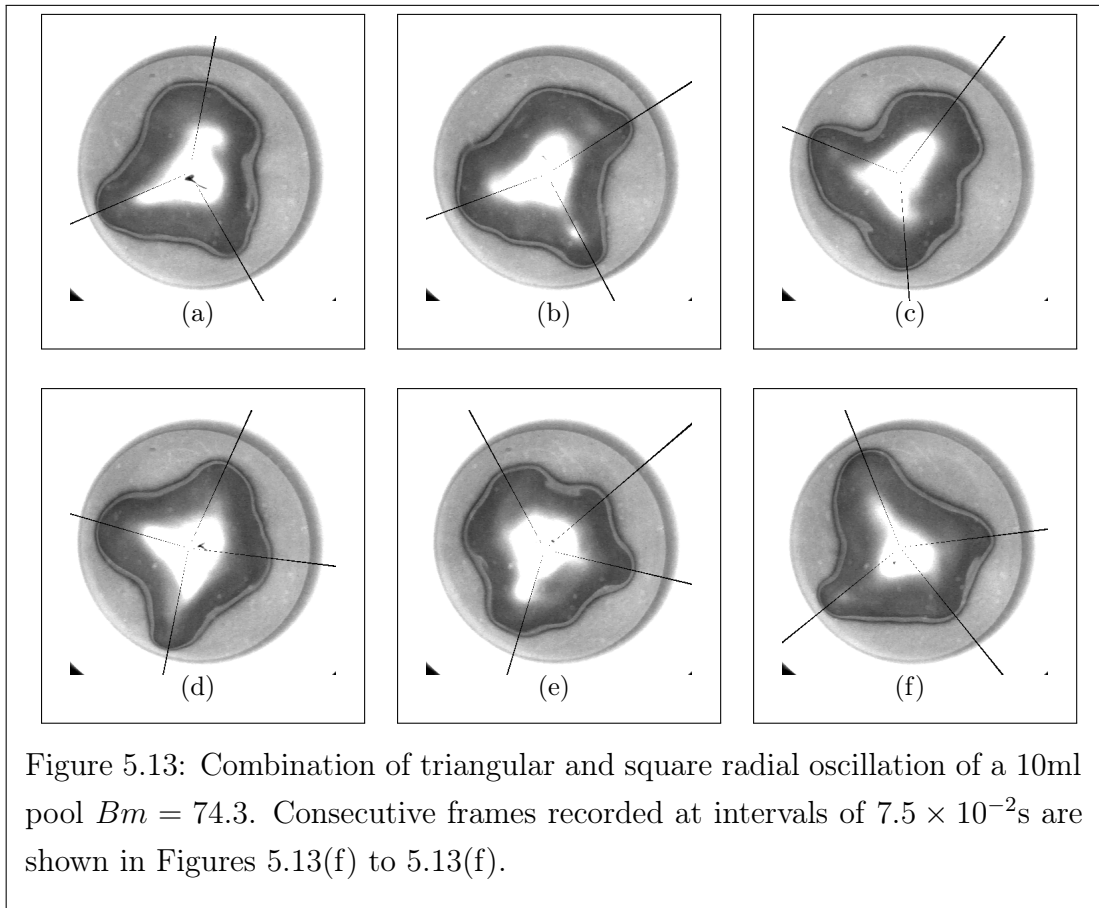 (a)
(b)
(c)
(d)
(e)
(f)
Figure 5.13: Combination of triangular and square radial oscillation of a 10ml
pool Bm = 74.3. Consecutive frames recorded at intervals of 7.5 × 10⁻²s are
shown in Figures 5.13(f) to 5.13(f).